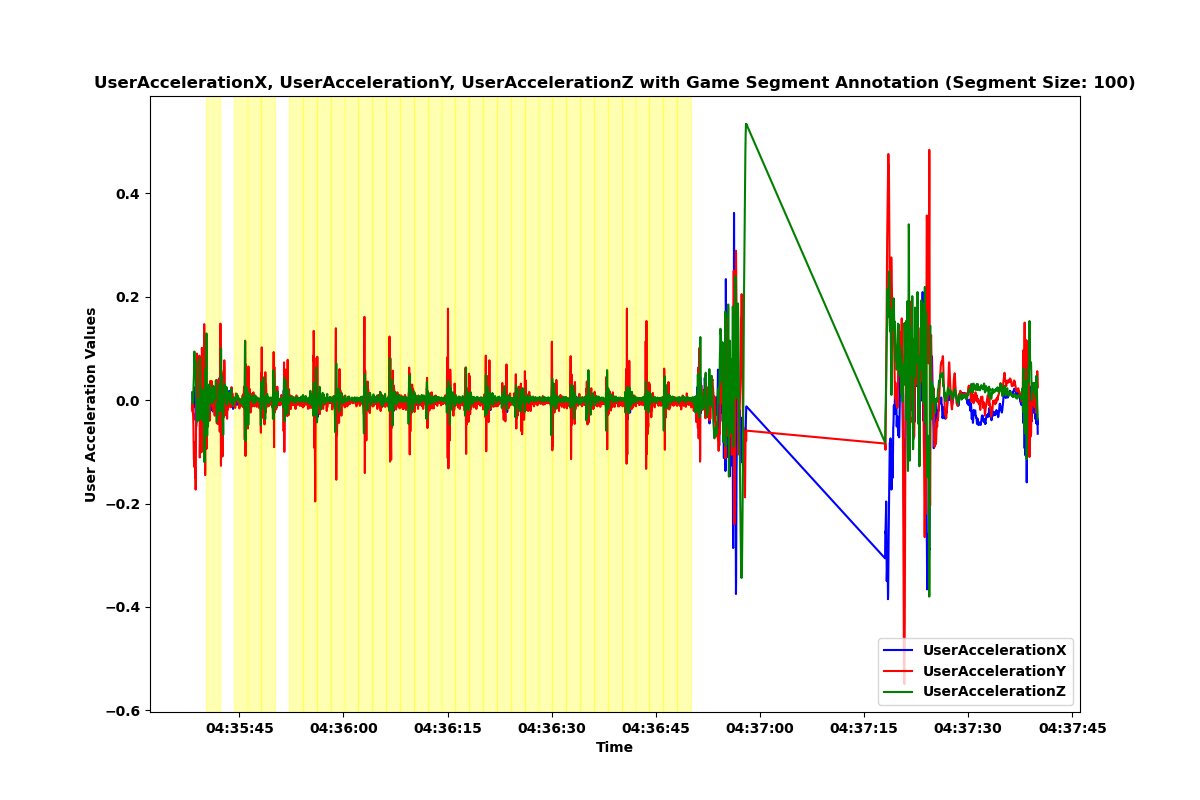 UserAccelerationX, UserAccelerationY, UserAccelerationZ with Game Segment Annotation (Segment Size: 100)
User Acceleration Values
0.4
0.2
0.0
−0.2
−0.4
−0.6
UserAccelerationX
UserAccelerationY
UserAccelerationZ
04:35:45 04:36:00 04:36:15 04:36:30 04:36:45 04:37:00 04:37:15 04:37:30 04:37:45
Time